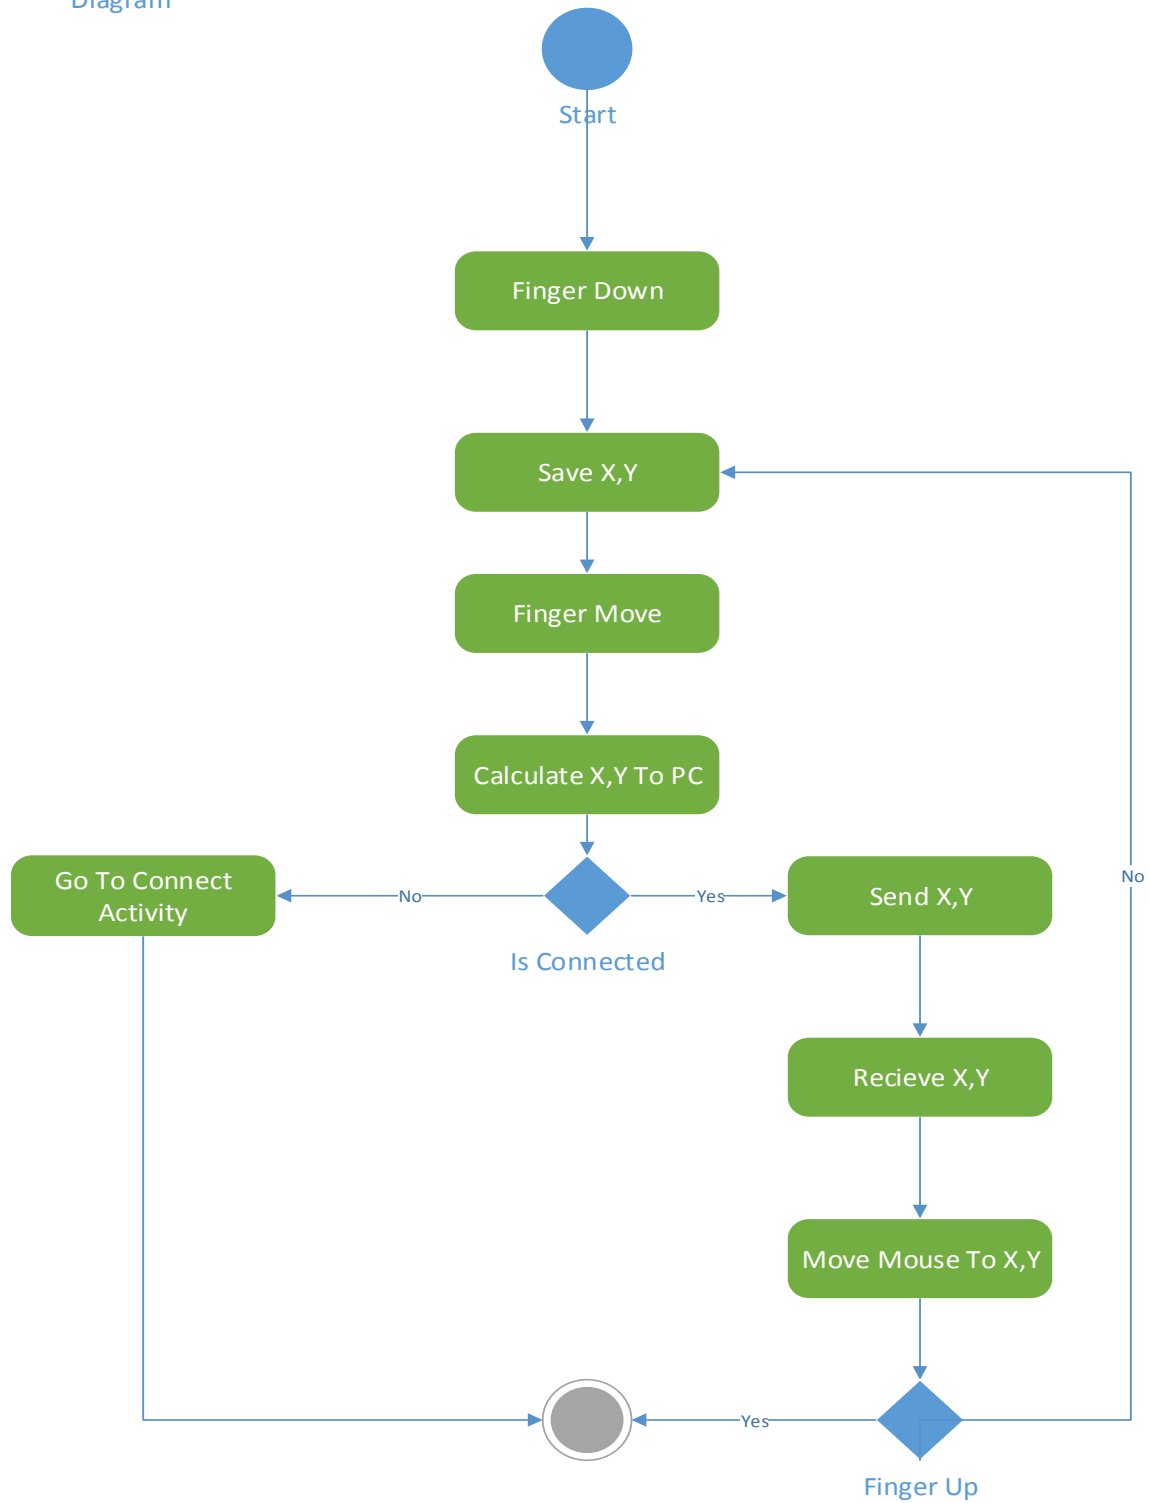 Diagram
Start
Finger Down
Save X,Y
Finger Move
Calculate X,Y To PC
Go To Connect
Activity
No
Yes
Send X,Y
No
Is Connected
Recieve X,Y
Move Mouse To X,Y
Yes
Finger Up